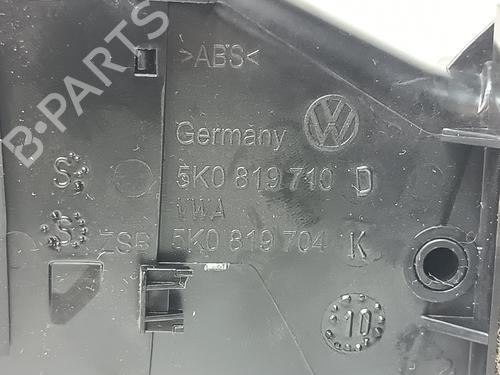 B-PARTS
>ABS<
Germany
S 5K0 819 710 D
VWA
S ZSB 5K0 819 704 K
10